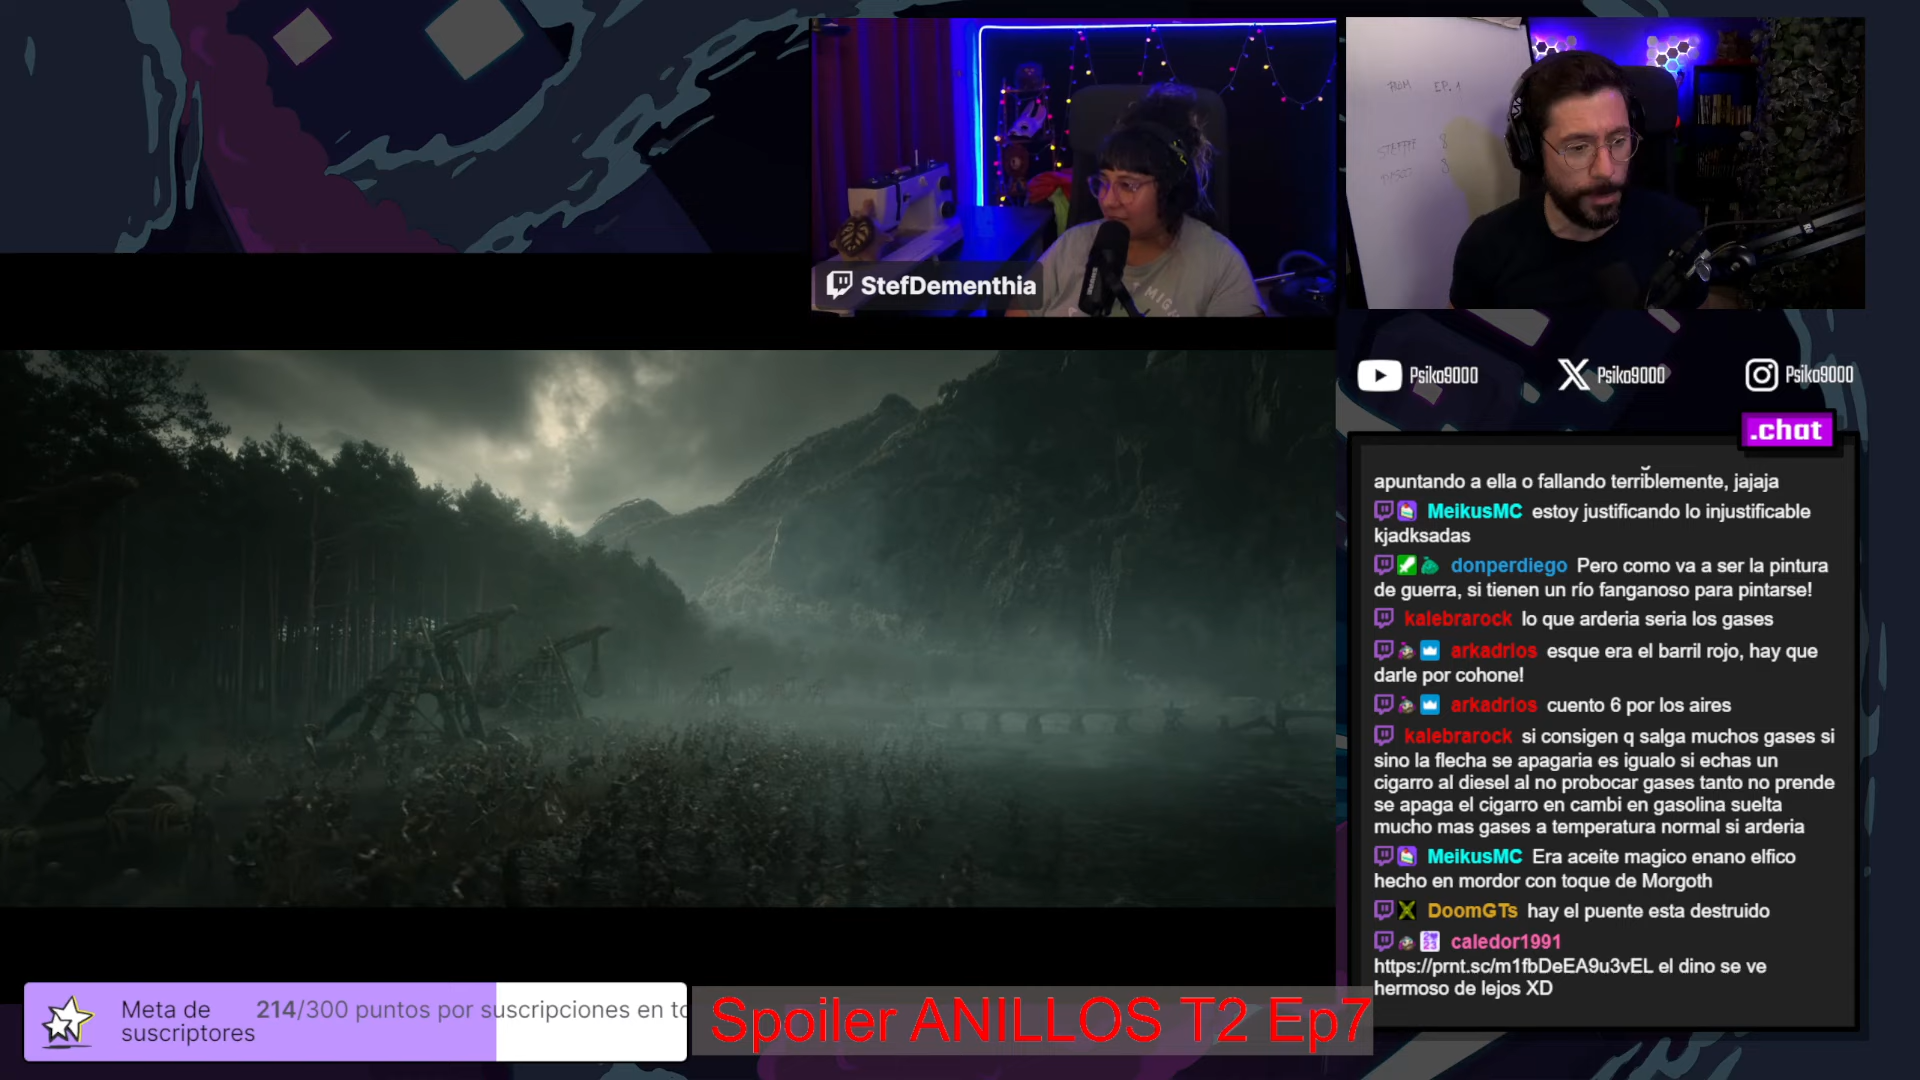 ROM EP. 1
8
3
StefDementhia
Psiko9000
Psiko9000
Psiko9000
.chat
apuntando a ella o fallando terriblemente, jajaja
MeikusMC estoy justificando lo injustificable
kjadksadas
donperdiego Pero como va a ser la pintura
de guerra, si tienen un río fanganoso para pintarse!
kalebrarock lo que arderia seria los gases
arkadrios esque era el barril rojo, hay que
darle por cohone!
arkadrios cuento 6 por los aires
kalebrarock si consigen q salga muchos gases si
sino la flecha se apagaria es igualo si echas un
cigarro al diesel al no probocar gases tanto no prende
se apaga el cigarro en cambi en gasolina suelta
mucho mas gases a temperatura normal si arderia
MeikusMC Era aceite magico enano elfico
hecho en mordor con toque de Morgoth
DoomGTs hay el puente esta destruido
caledor1991
https://prnt.sc/m1fbDeEA9u3vEL el dino se ve
hermoso de lejos XD
Meta de
suscriptores
214/300 puntos por suscripciones en to
Spoiler ANILLOS T2 Ep7